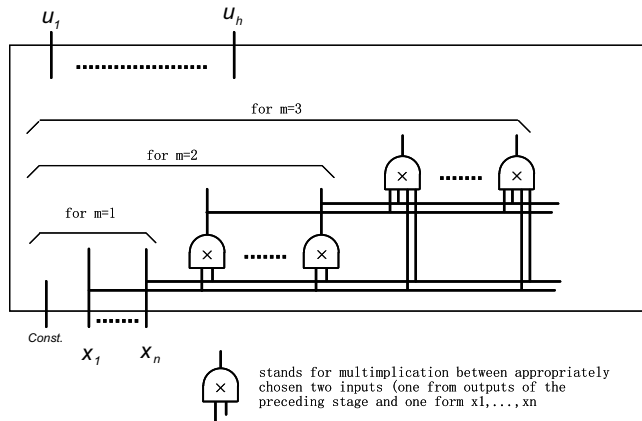 u1 uh
for m=3
for m=2
× ×
for m=1
× ×
Const.
x1 xn
×
stands for multimplication between appropriately
chosen two inputs (one from outputs of the
preceding stage and one form x1,...,xn